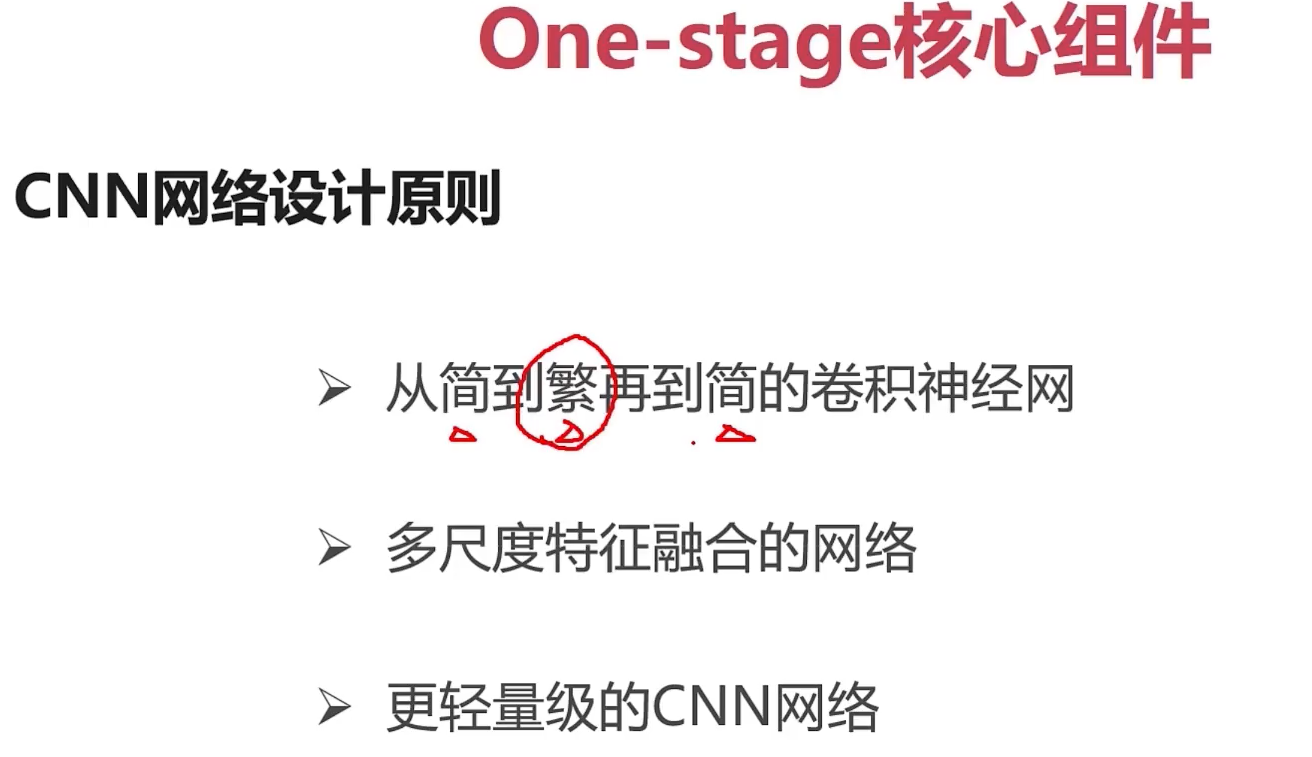 One-stage核心组件
CNN网络设计原则
➢ 从简到繁再到简的卷积神经网
➢ 多尺度特征融合的网络
➢ 更轻量级的CNN网络